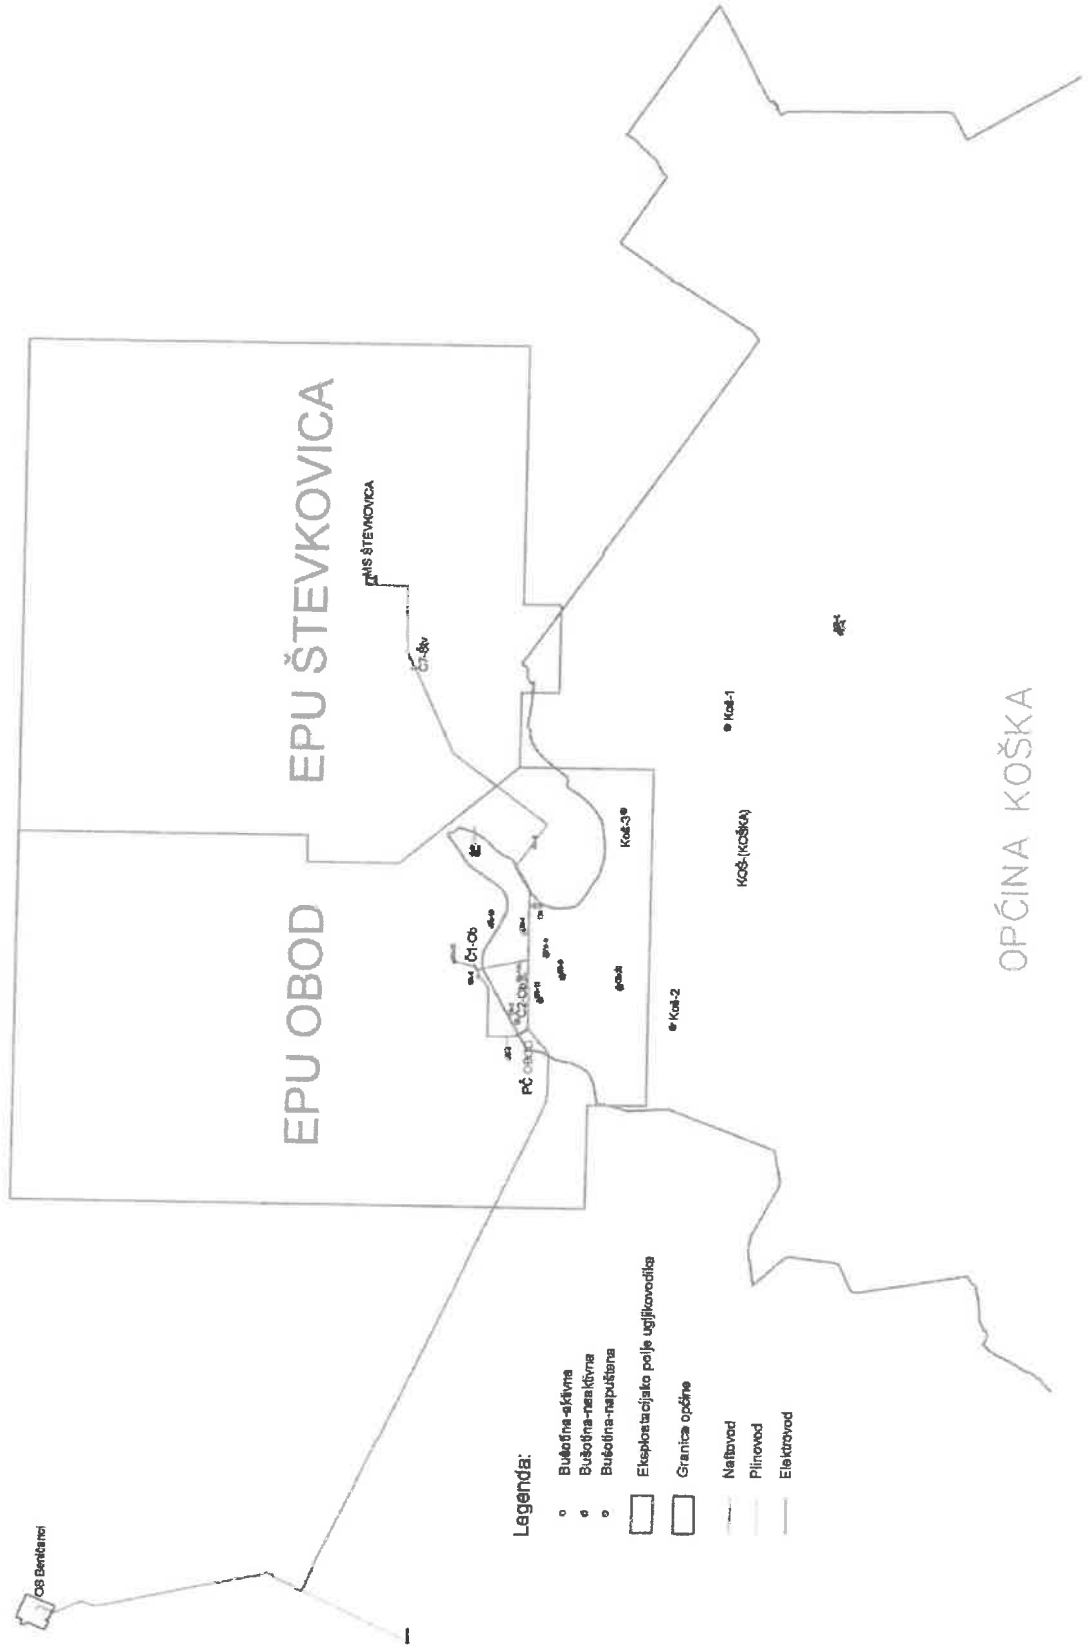 EPU OBOD
EPU ŠTEVKOVICA
MS ŠTEVKOVICA
Č7-Štv
Č1-Ob
Č2-Ob
PČ OBOD
Koš-3
Koš-1
Koš-2
KOŠ-(KOŠKA)
OPĆINA KOŠKA
OS Beničanci
Legenda:
Bušotina-aktivna
Bušotina-neaktivna
Bušotina-napuštena
Eksploatacijsko polje ugljikovodika
Granica općine
Naftovod
Plinovod
Elektrovod